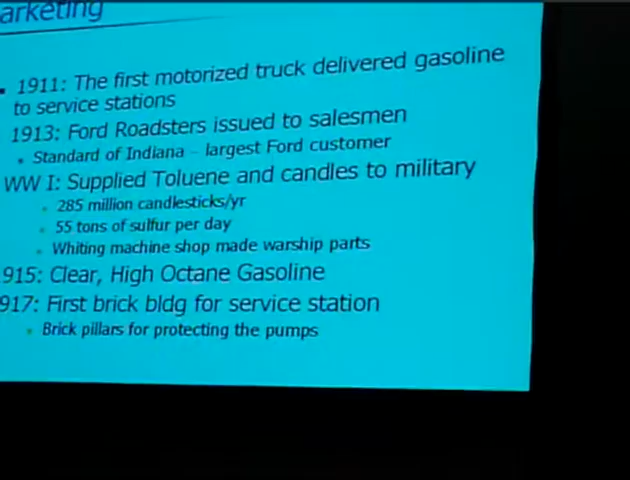 arketing
1911: The first motorized truck delivered gasoline
to service stations
1913: Ford Roadsters issued to salesmen
Standard of Indiana - largest Ford customer
WW I: Supplied Toluene and candles to military
285 million candlesticks/yr
55 tons of sulfur per day
Whiting machine shop made warship parts
915: Clear, High Octane Gasoline
917: First brick bldg for service station
Brick pillars for protecting the pumps